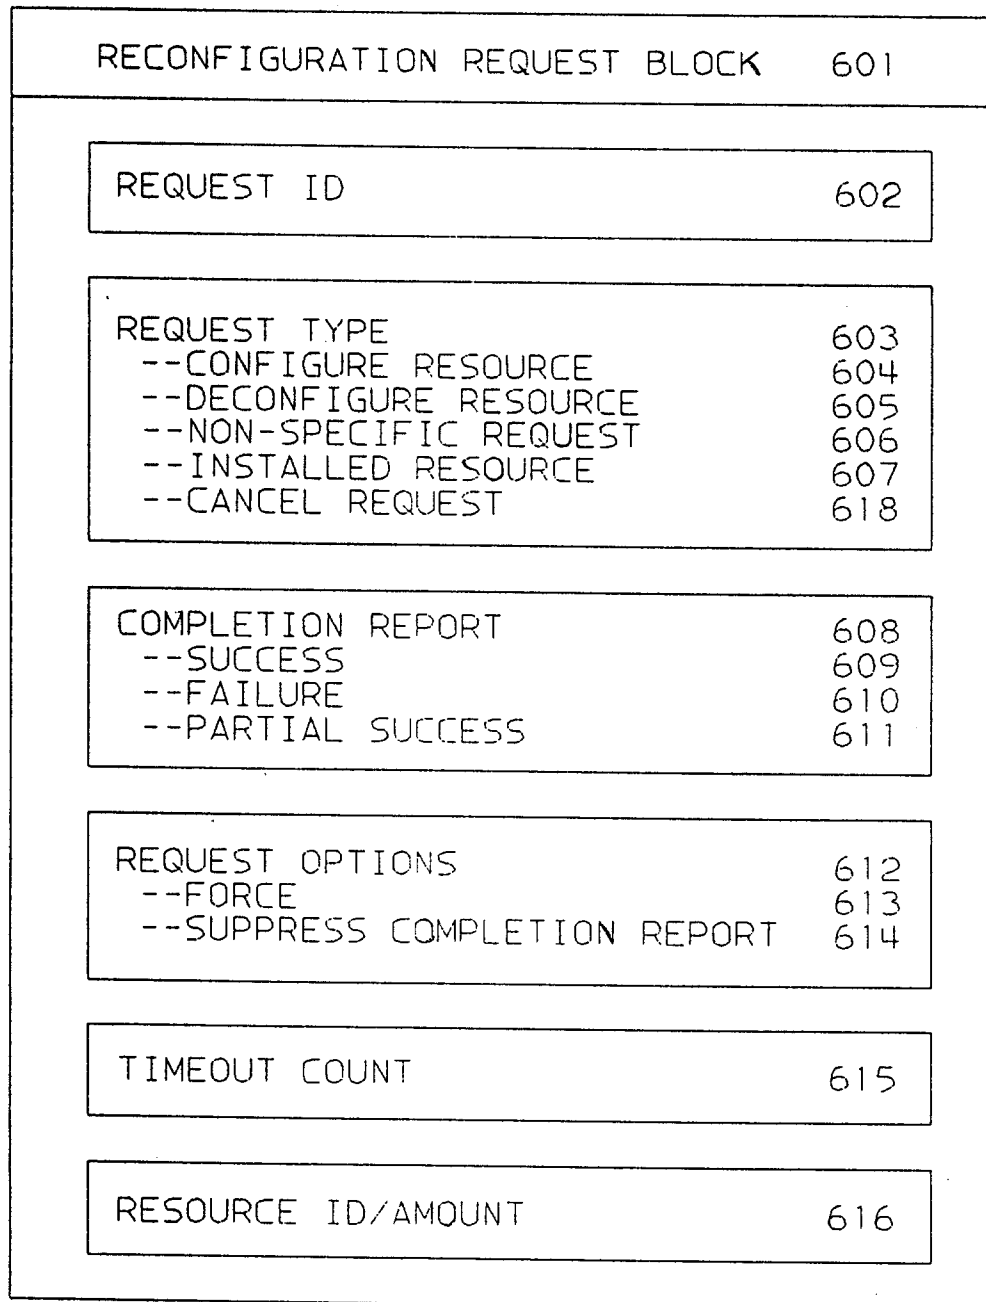 RECONFIGURATION REQUEST BLOCK 601
REQUEST ID 602
REQUEST TYPE 603
--CONFIGURE RESOURCE 604
--DECONFIGURE RESOURCE 605
--NON-SPECIFIC REQUEST 606
--INSTALLED RESOURCE 607
--CANCEL REQUEST 618
COMPLETION REPORT 608
--SUCCESS 609
--FAILURE 610
--PARTIAL SUCCESS 611
REQUEST OPTIONS 612
--FORCE 613
--SUPPRESS COMPLETION REPORT 614
TIMEOUT COUNT 615
RESOURCE ID/AMOUNT 616